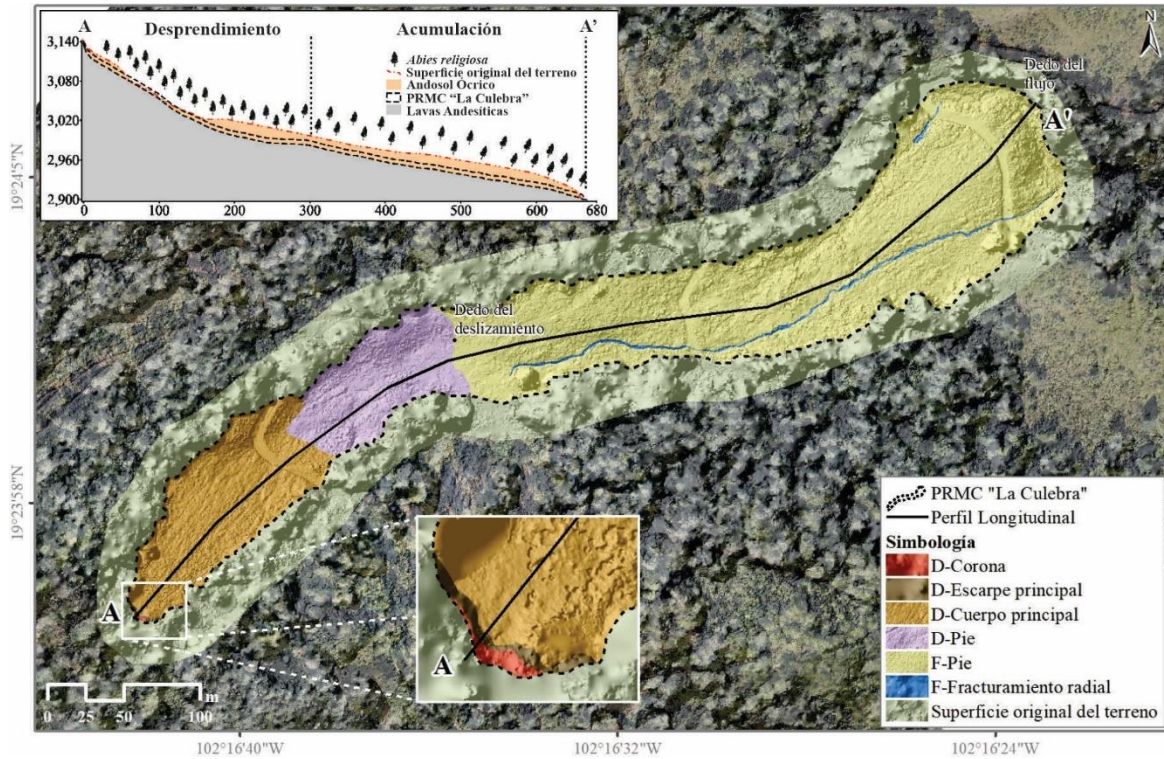 A
Desprendimiento
Acumulación
A'
3,140
3,080
3,020
2,960
2,900
Abies religiosa
Superficie original del terreno
Andosol Ócrico
PRMC “La Culebra”
Lavas Andesíticas
0
100
200
300
400
500
600
680
N
Dedo del
flujo
A'
19°24'5"N
Dedo del
deslizamiento
19°23'58"N
A
A
m
0
25
50
100
PRMC "La Culebra"
Perfil Longitudinal
Simbología
D-Corona
D-Escarpe principal
D-Cuerpo principal
D-Pie
F-Pie
F-Fracturamiento radial
Superficie original del terreno
102°16'40"W
102°16'32"W
102°16'24"W